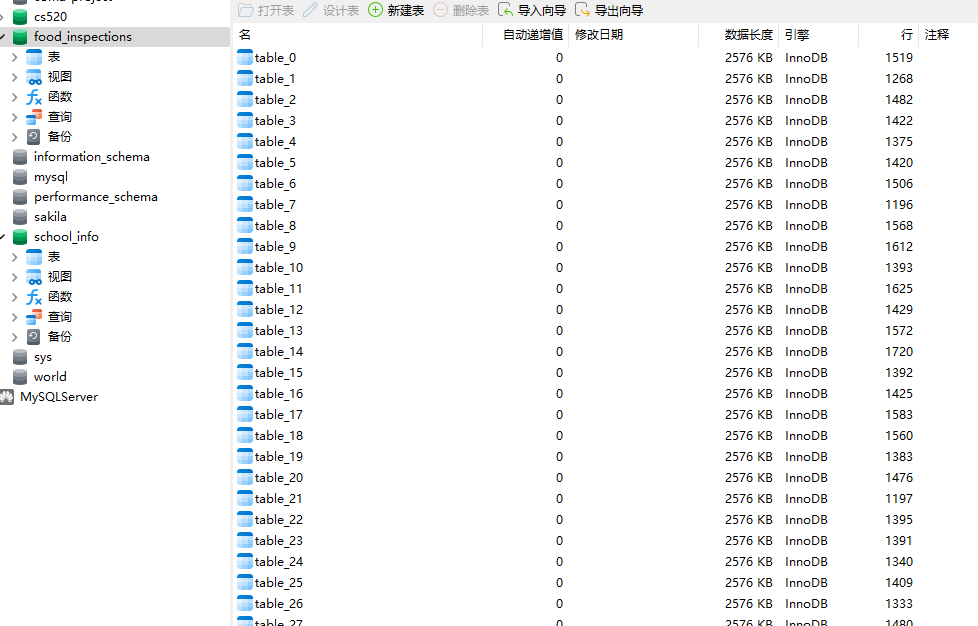 cs520
food_inspections
表
视图
函数
查询
备份
information_schema
mysql
performance_schema
sakila
school_info
表
视图
函数
查询
备份
sys
world
MySQLServer
打开表 设计表 新建表 删除表 导入向导 导出向导
名 自动递增值 修改日期 数据长度 引擎 行 注释
table_0 0 2576 KB InnoDB 1519
table_1 0 2576 KB InnoDB 1268
table_2 0 2576 KB InnoDB 1482
table_3 0 2576 KB InnoDB 1422
table_4 0 2576 KB InnoDB 1375
table_5 0 2576 KB InnoDB 1420
table_6 0 2576 KB InnoDB 1506
table_7 0 2576 KB InnoDB 1196
table_8 0 2576 KB InnoDB 1568
table_9 0 2576 KB InnoDB 1612
table_10 0 2576 KB InnoDB 1393
table_11 0 2576 KB InnoDB 1625
table_12 0 2576 KB InnoDB 1429
table_13 0 2576 KB InnoDB 1572
table_14 0 2576 KB InnoDB 1720
table_15 0 2576 KB InnoDB 1392
table_16 0 2576 KB InnoDB 1425
table_17 0 2576 KB InnoDB 1583
table_18 0 2576 KB InnoDB 1560
table_19 0 2576 KB InnoDB 1383
table_20 0 2576 KB InnoDB 1476
table_21 0 2576 KB InnoDB 1197
table_22 0 2576 KB InnoDB 1395
table_23 0 2576 KB InnoDB 1391
table_24 0 2576 KB InnoDB 1340
table_25 0 2576 KB InnoDB 1409
table_26 0 2576 KB InnoDB 1333
table_27 0 2576 KB InnoDB 1480